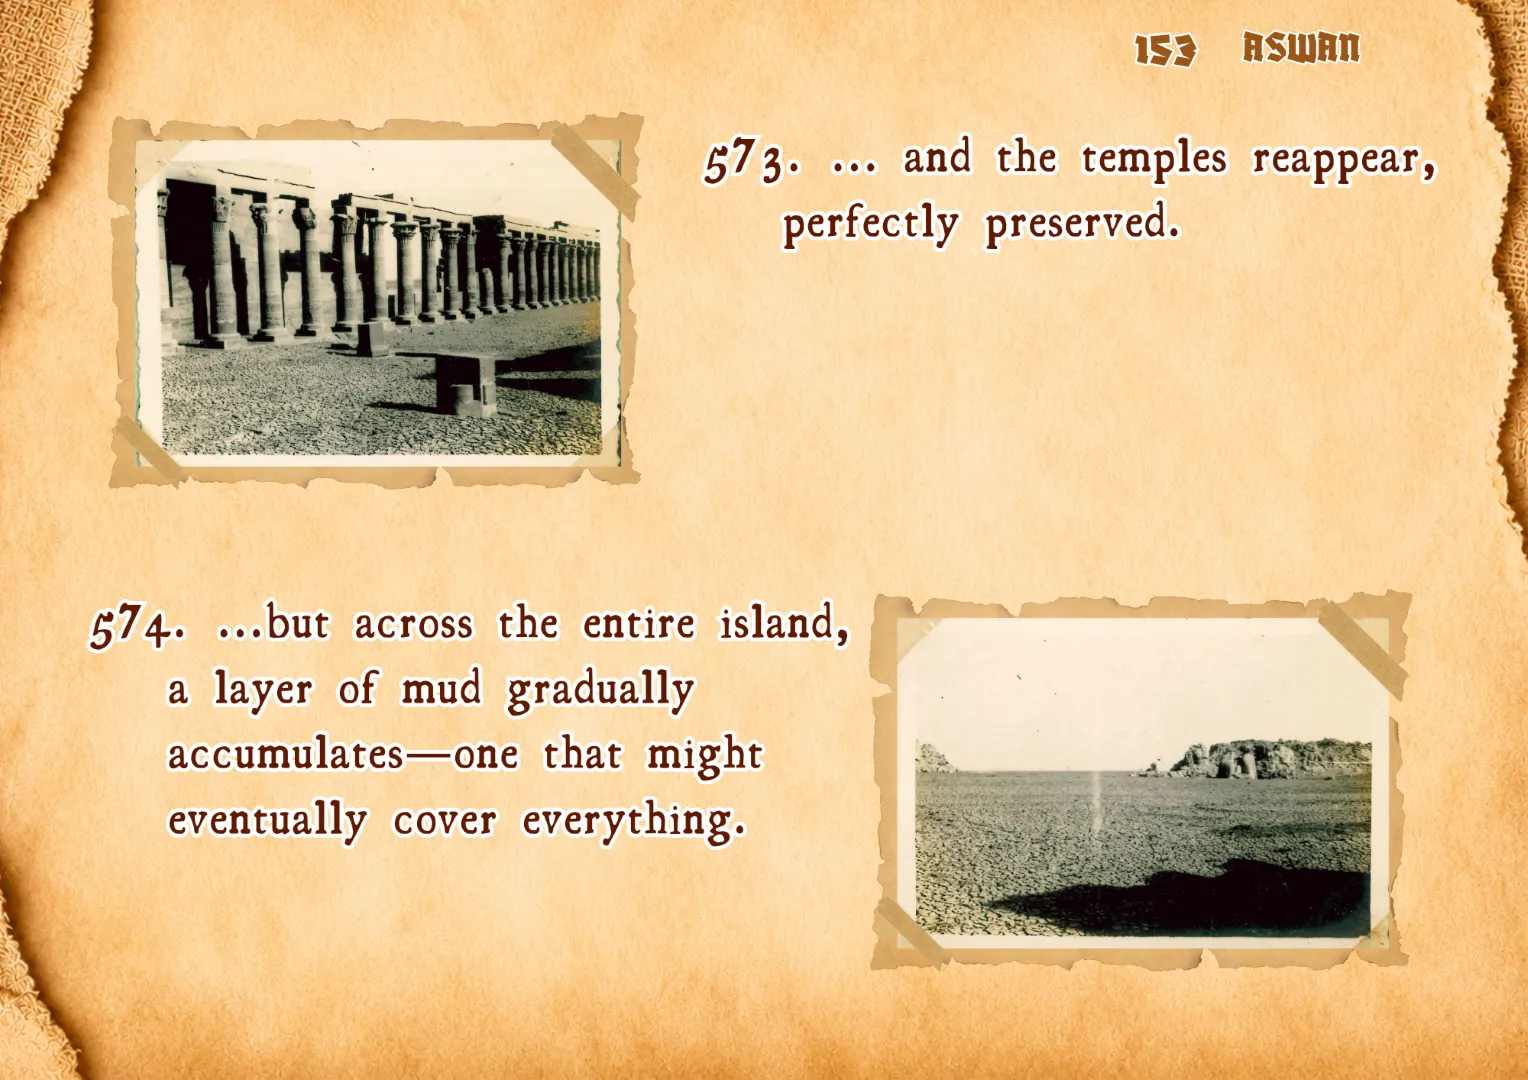 153 ASWAN
573. ... and the temples reappear,
perfectly preserved.
574. ...but across the entire island,
a layer of mud gradually
accumulates—one that might
eventually cover everything.